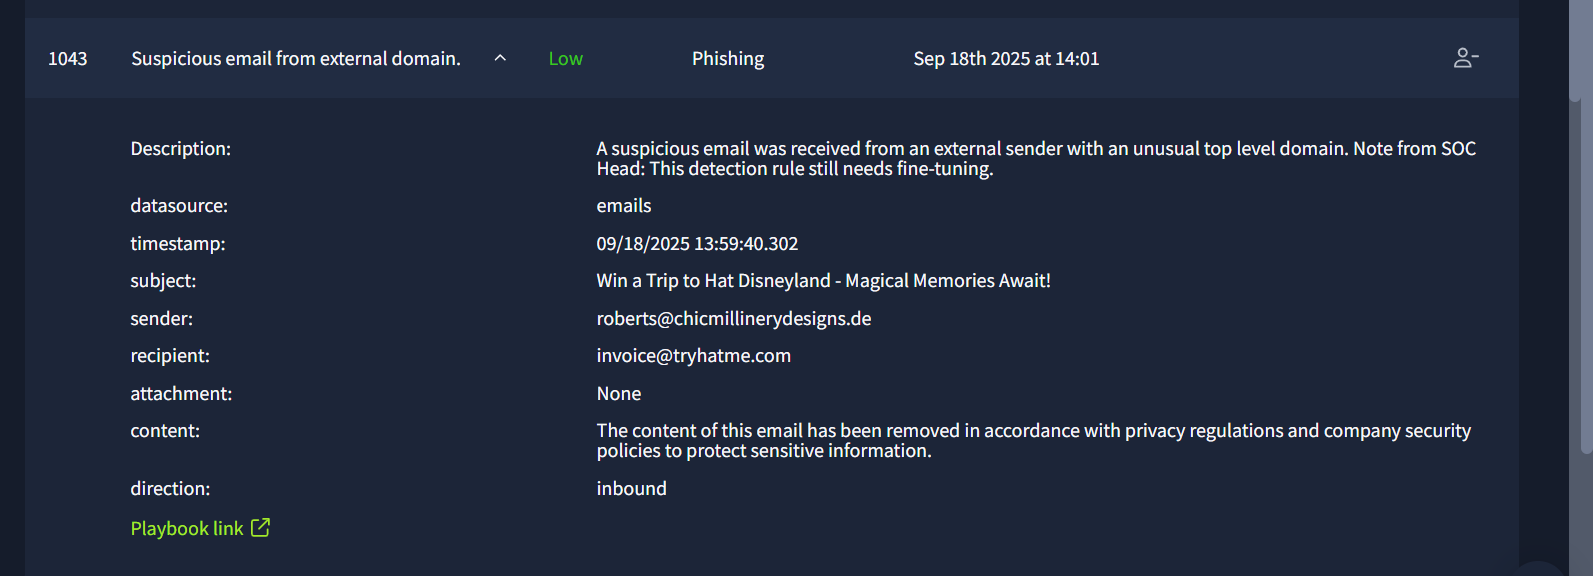 1043 Suspicious email from external domain. Low Phishing Sep 18th 2025 at 14:01
Description: A suspicious email was received from an external sender with an unusual top level domain. Note from SOC
Head: This detection rule still needs fine-tuning.
datasource: emails
timestamp: 09/18/2025 13:59:40.302
subject: Win a Trip to Hat Disneyland - Magical Memories Await!
sender: roberts@chicmillinerydesigns.de
recipient: invoice@tryhatme.com
attachment: None
content: The content of this email has been removed in accordance with privacy regulations and company security
policies to protect sensitive information.
direction: inbound
Playbook link